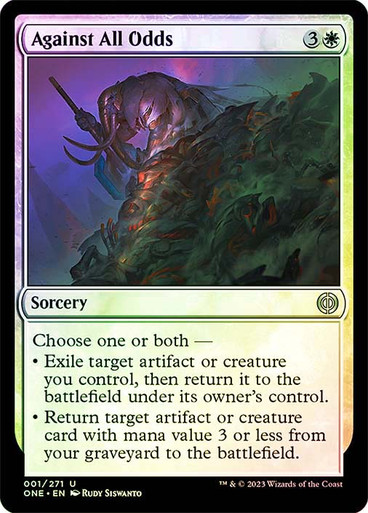 Against All Odds 3
Sorcery
Choose one or both —
• Exile target artifact or creature
you control, then return it to the
battlefield under its owner's control.
• Return target artifact or creature
card with mana value 3 or less from
your graveyard to the battlefield.
001/271 U
ONE • EN Rudy Siswanto
™ & © 2023 Wizards of the Coast